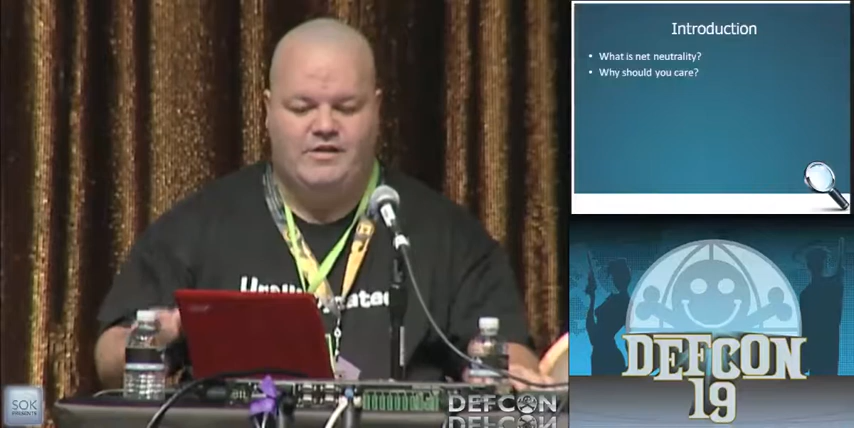 Introduction
• What is net neutrality?
• Why should you care?
SOK
DEFCON
DEFCON
19